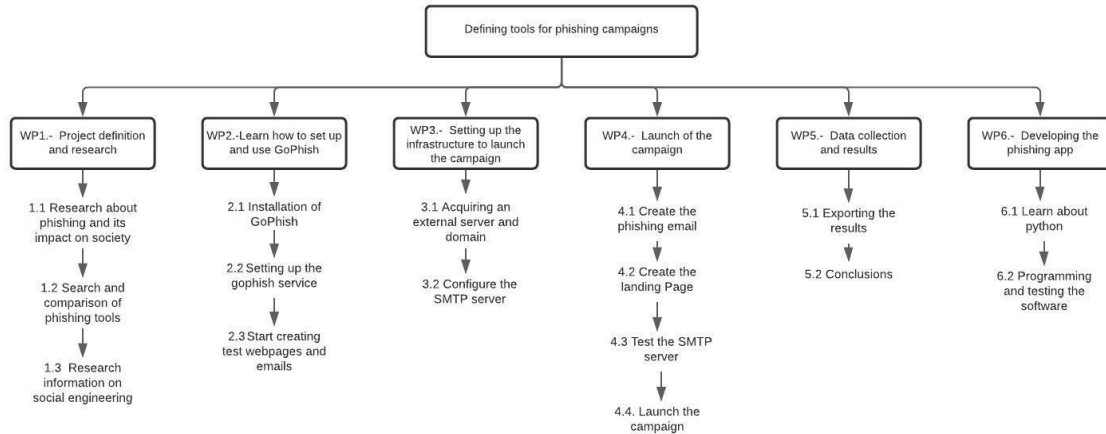 Defining tools for phishing campaigns
WP1.- Project definition
and research
WP2.-Learn how to set up
and use GoPhish
WP3.- Setting up the
infrastructure to launch
the campaign
WP4.- Launch of the
campaign
WP5.- Data collection
and results
WP6.- Developing the
phishing app
1.1 Research about
phishing and its
impact on society
1.2 Search and
comparison of
phishing tools
1.3 Research
information on
social engineering
2.1 Installation of
GoPhish
2.2 Setting up the
gophish service
2.3 Start creating
test webpages and
emails
3.1 Acquiring an
external server and
domain
3.2 Configure the
SMTP server
4.1 Create the
phishing email
4.2 Create the
landing Page
4.3 Test the SMTP
server
4.4. Launch the
campaign
5.1 Exporting the
results
5.2 Conclusions
6.1 Learn about
python
6.2 Programming
and testing the
software